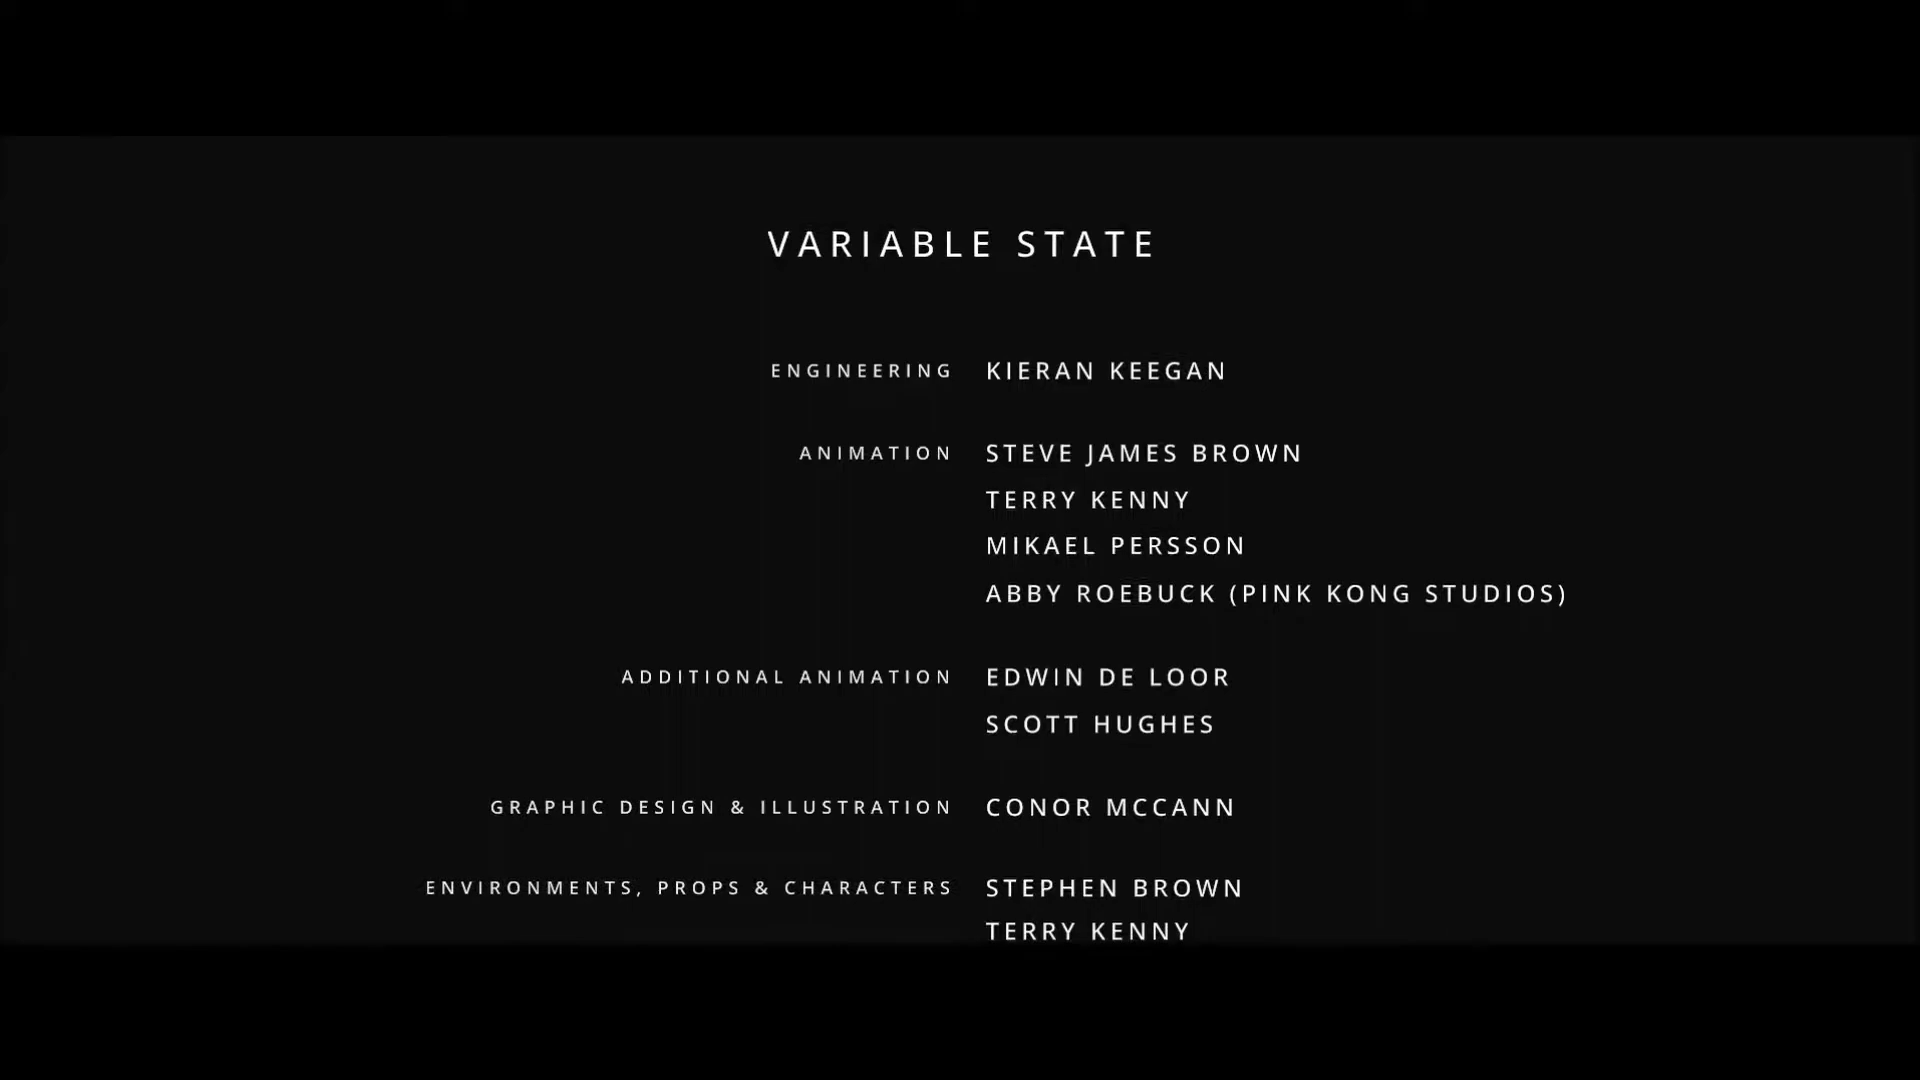 VARIABLE STATE
ENGINEERING KIERAN KEEGAN
ANIMATION STEVE JAMES BROWN
TERRY KENNY
MIKAEL PERSSON
ABBY ROEBUCK (PINK KONG STUDIOS)
ADDITIONAL ANIMATION EDWIN DE LOOR
SCOTT HUGHES
GRAPHIC DESIGN & ILLUSTRATION CONOR MCCANN
ENVIRONMENTS, PROPS & CHARACTERS STEPHEN BROWN
TERRY KENNY